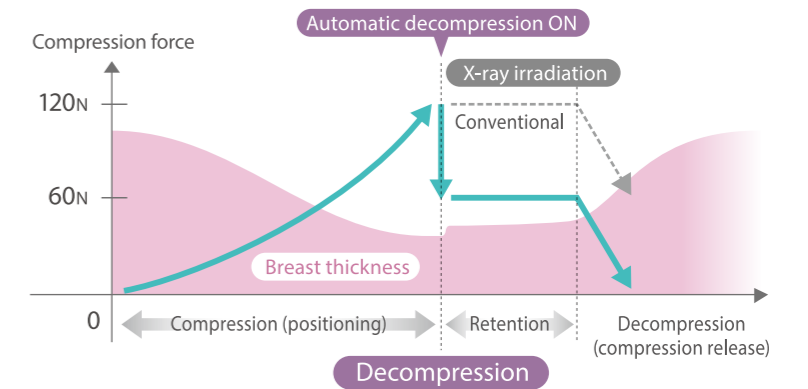 Automatic decompression ON
Compression force
X-ray irradiation
120N
Conventional
60N
Breast thickness
0
Compression (positioning)
Retention
Decompression
(compression release)
Decompression